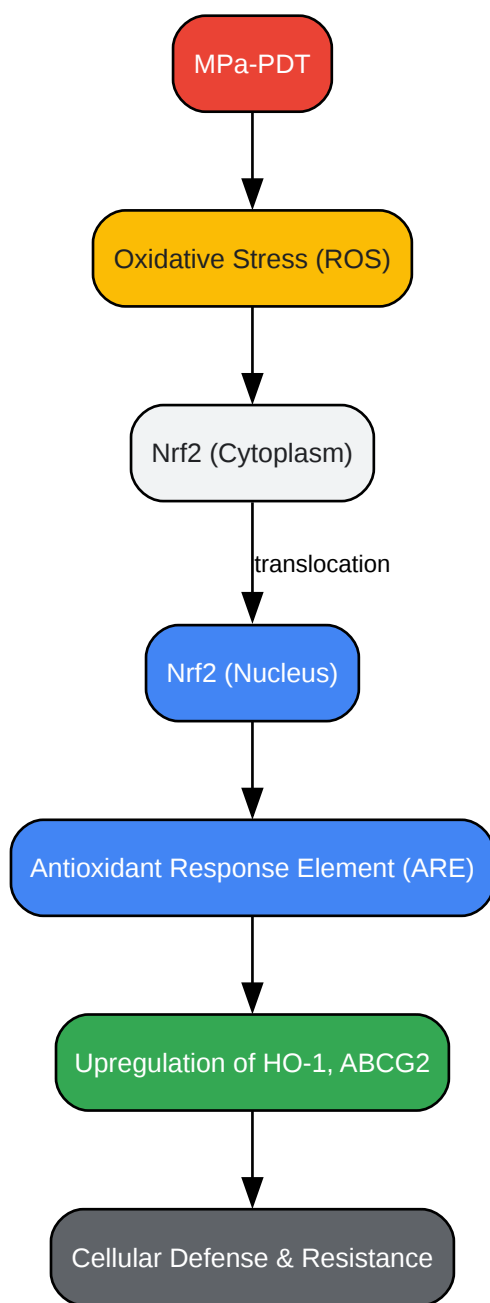 MPa-PDT
Oxidative Stress (ROS)
Nrf2 (Cytoplasm)
translocation
Nrf2 (Nucleus)
Antioxidant Response Element (ARE)
Upregulation of HO-1, ABCG2
Cellular Defense & Resistance